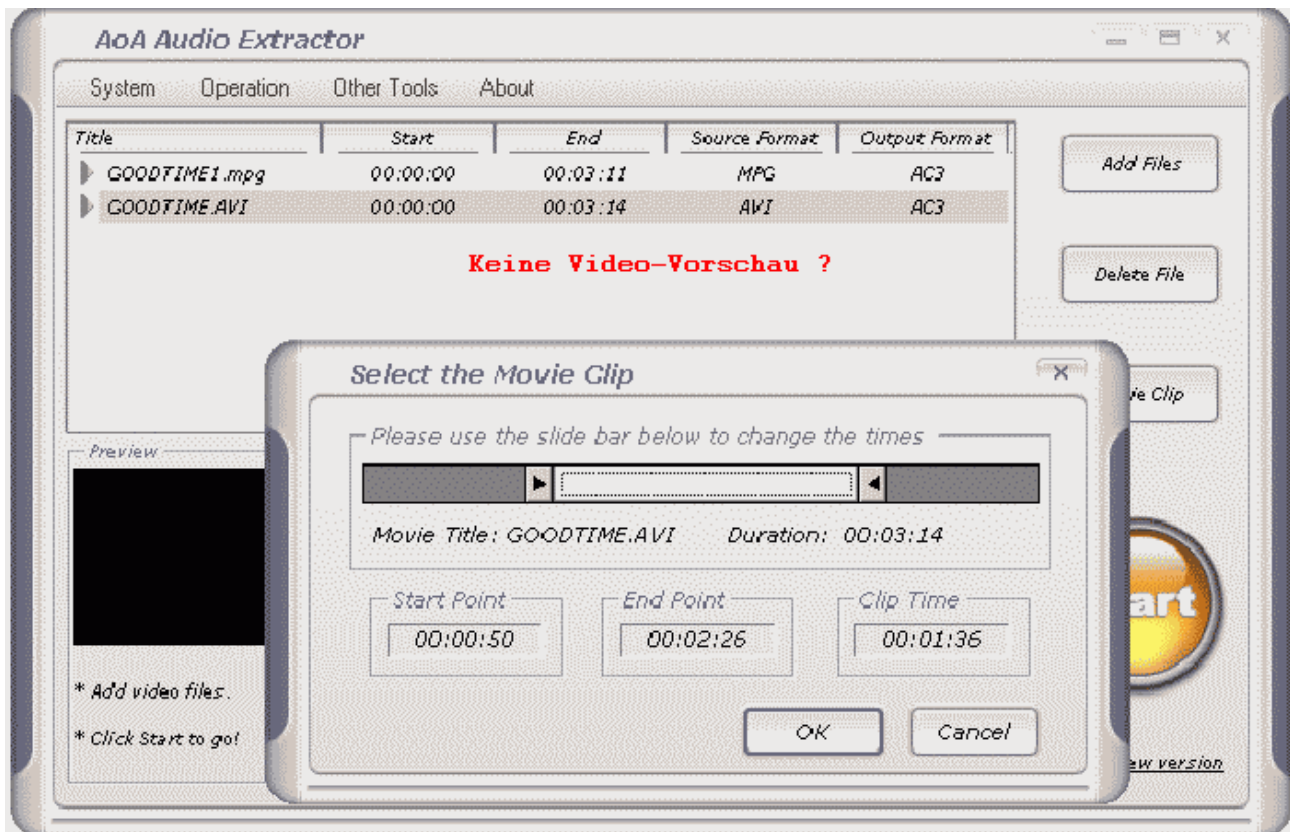 AoA Audio Extractor
System Operation Other Tools About
Title Start End Source Format Output Format
GOODTIME1.mpg 00:00:00 00:03:11 MPG AC3
GOODTIME.AVI 00:00:00 00:03:14 AVI AC3
Keine Video-Vorschau ?
Add Files
Delete File
Clip
Preview
* Add video files.
* Click Start to go!
Select the Movie Clip
Please use the slide bar below to change the times
Movie Title: GOODTIME.AVI Duration: 00:03:14
Start Point End Point Clip Time
00:00:50 00:02:26 00:01:36
OK Cancel
version